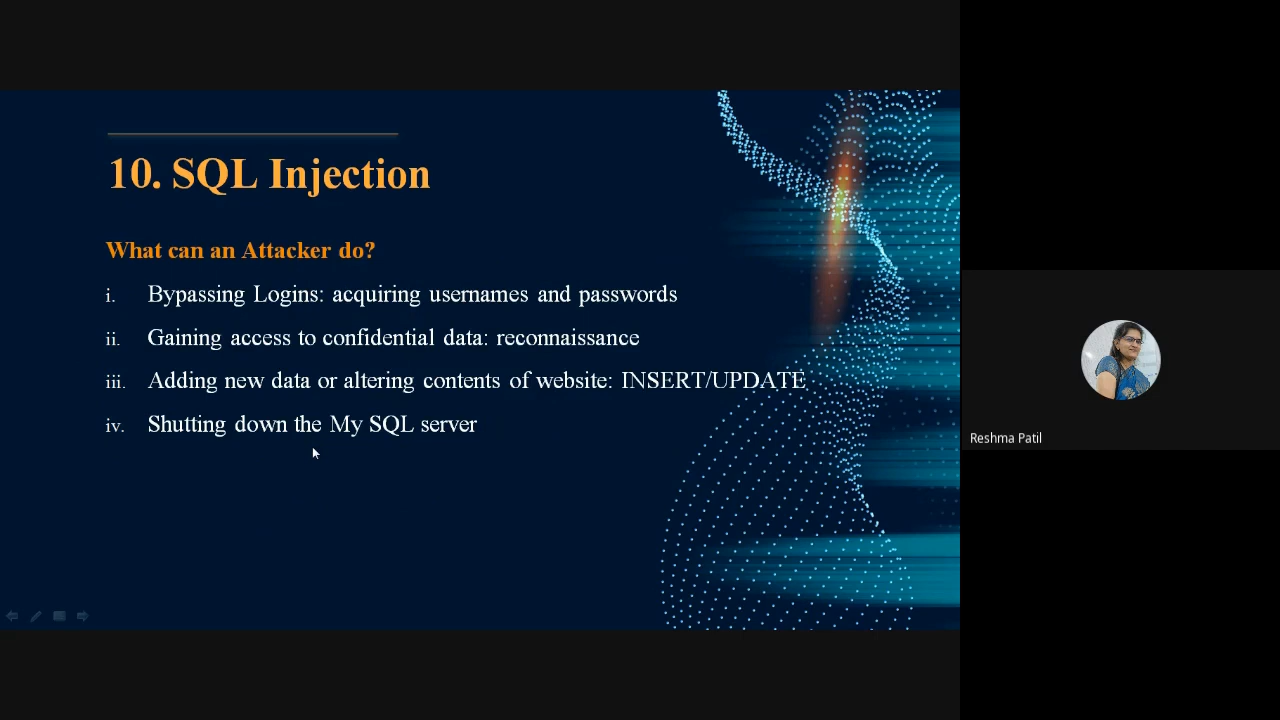 10. SQL Injection
What can an Attacker do?
i. Bypassing Logins: acquiring usernames and passwords
ii. Gaining access to confidential data: reconnaissance
iii. Adding new data or altering contents of website: INSERT/UPDATE
iv. Shutting down the My SQL server
Reshma Patil